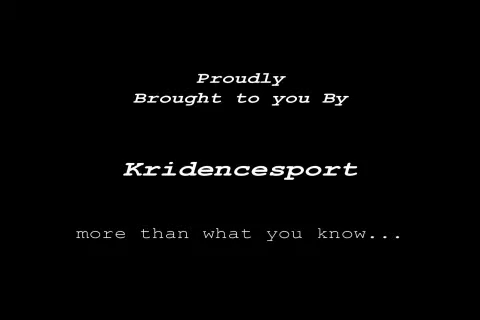 Proudly
Brought to you By
Kridencesport
more than what you know...